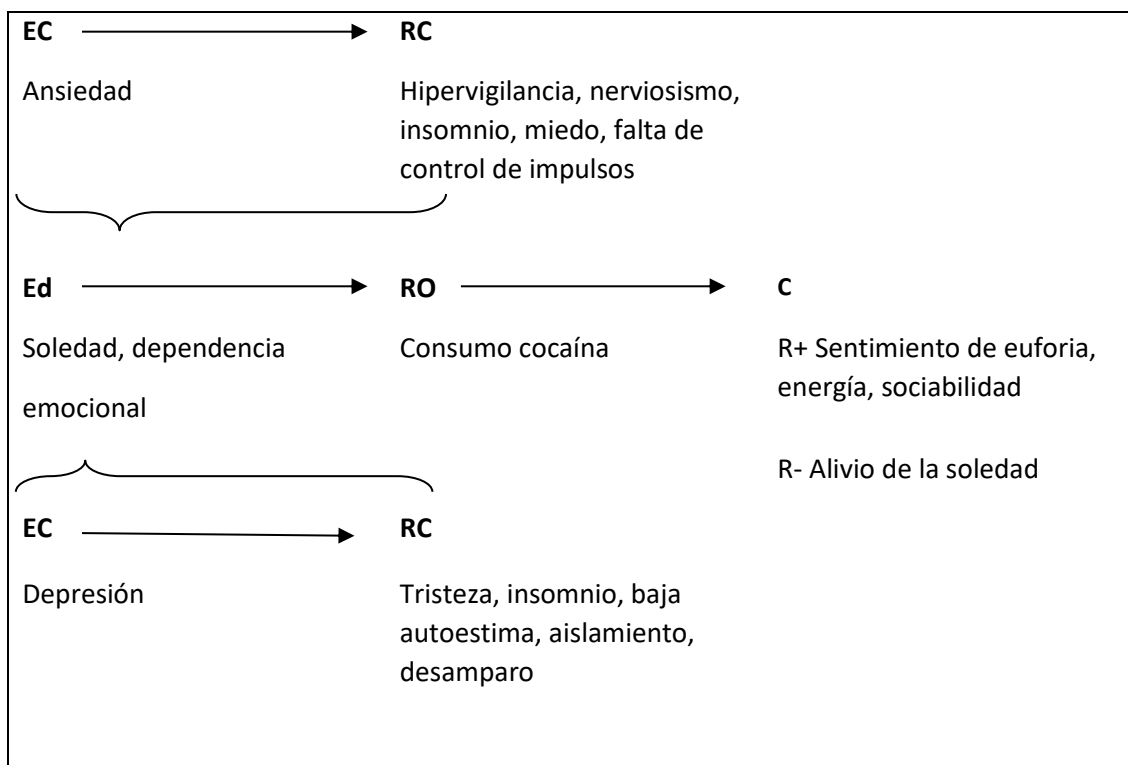 EC RC
Ansiedad Hipervigilancia, nerviosismo,
insomnio, miedo, falta de
control de impulsos
Ed RO C
Soledad, dependencia Consumo cocaína R+ Sentimiento de euforia,
emocional energía, sociabilidad
R- Alivio de la soledad
EC RC
Depresión Tristeza, insomnio, baja
autoestima, aislamiento,
desamparo